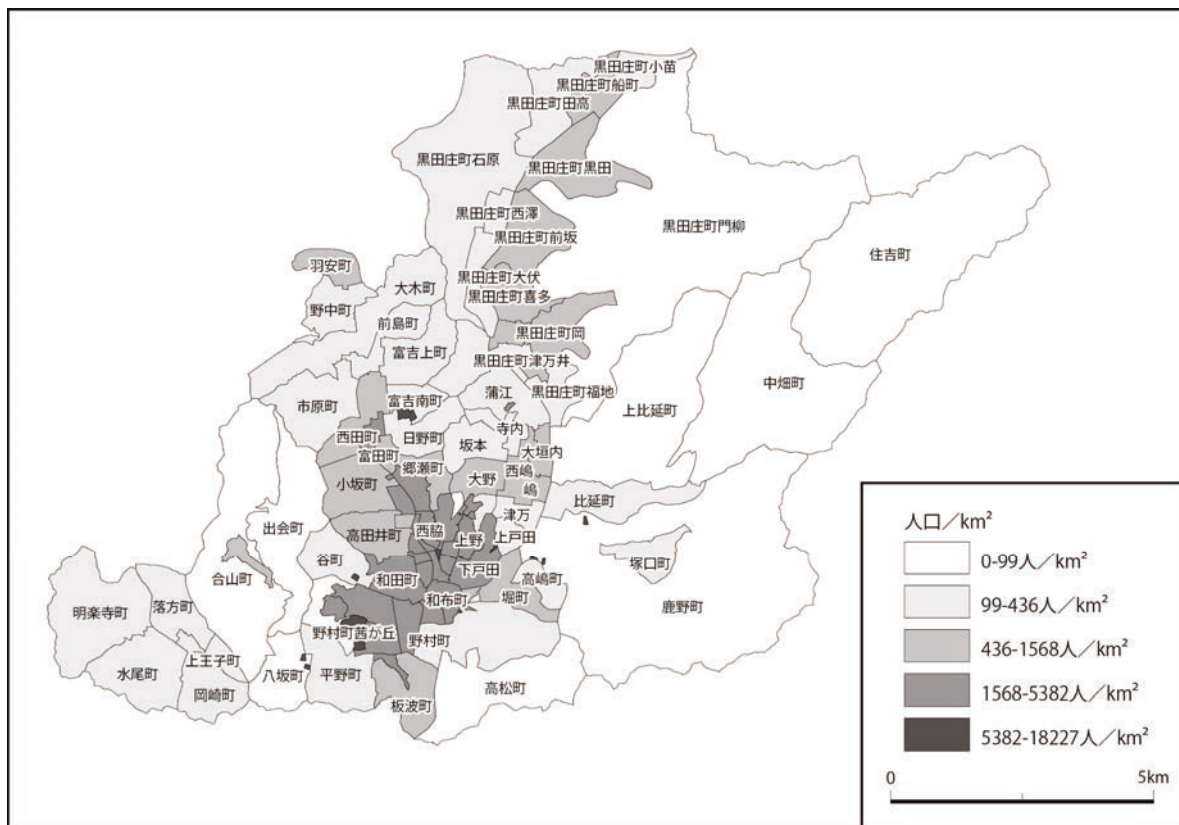 黒田庄町小苗
黒田庄町船町
黒田庄町田高
黒田庄町石原
黒田庄町黒田
黒田庄町西澤
黒田庄町門柳
黒田庄町前坂
住吉町
羽安町
黒田庄町大伏
大木町
黒田庄町喜多
野中町
前島町
黒田庄町岡
富吉上町
黒田庄町津万井
中畑町
蒲江
黒田庄町福地
市原町
富吉南町
上比延町
寺内
西田町
日野町
坂本
大垣内
富田町
郷瀬町
西嶋
大野
嶋
小坂町
比延町
津万
出会町
高田井町
西脇
上野
上戸田
谷町
下戸田
塚口町
合山町
和田町
高嶋町
和布町
堀町
鹿野町
明楽寺町
落方町
野村町茜が丘
野村町
上王子町
水尾町
八坂町
平野町
高松町
岡崎町
板波町
人口／km²
0-99人／km²
99-436人／km²
436-1568人／km²
1568-5382人／km²
5382-18227人／km²
0
5km